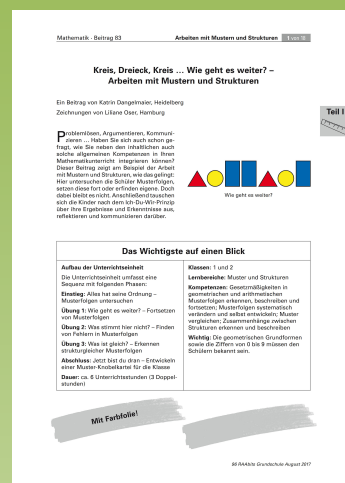 Mathematik · Beitrag 83
Arbeiten mit Mustern und Strukturen
1 von 18
Kreis, Dreieck, Kreis … Wie geht es weiter? –
Arbeiten mit Mustern und Strukturen
Ein Beitrag von Katrin Dangelmaier, Heidelberg
Zeichnungen von Liliane Oser, Hamburg
Teil I
Problemlösen, Argumentieren, Kommuni-
zieren … Haben Sie sich auch schon ge-
fragt, wie Sie neben den inhaltlichen auch
solche allgemeinen Kompetenzen in Ihren
Mathematikunterricht integrieren können?
Dieser Beitrag zeigt am Beispiel der Arbeit
mit Mustern und Strukturen, wie das gelingt:
Hier untersuchen die Schüler Musterfolgen,
setzen diese fort oder erfinden eigene. Doch
dabei bleibt es nicht. Anschließend tauschen
sich die Kinder nach dem Ich-Du-Wir-Prinzip
über ihre Ergebnisse und Erkenntnisse aus,
reflektieren und kommunizieren darüber.
Wie geht es weiter?
Das Wichtigste auf einen Blick
Aufbau der Unterrichtseinheit
Die Unterrichtseinheit umfasst eine
Sequenz mit folgenden Phasen:
Einstieg: Alles hat seine Ordnung –
Musterfolgen untersuchen
Übung 1: Wie geht es weiter? – Fortsetzen
von Musterfolgen
Übung 2: Was stimmt hier nicht? – Finden
von Fehlern in Musterfolgen
Übung 3: Was ist gleich? – Erkennen
strukturgleicher Musterfolgen
Abschluss: Jetzt bist du dran – Entwickeln
einer Muster-Knobelkartei für die Klasse
Dauer: ca. 6 Unterrichtsstunden (3 Doppel-
stunden)
Klassen: 1 und 2
Lernbereiche: Muster und Strukturen
Kompetenzen: Gesetzmäßigkeiten in
geometrischen und arithmetischen
Musterfolgen erkennen, beschreiben und
fortsetzen; Musterfolgen systematisch
verändern und selbst entwickeln; Muster
vergleichen; Zusammenhänge zwischen
Strukturen erkennen und beschreiben
Wichtig: Die geometrischen Grundformen
sowie die Ziffern von 0 bis 9 müssen den
Schülern bekannt sein.
Mit Farbfolie!
86 RAAbits Grundschule August 2017